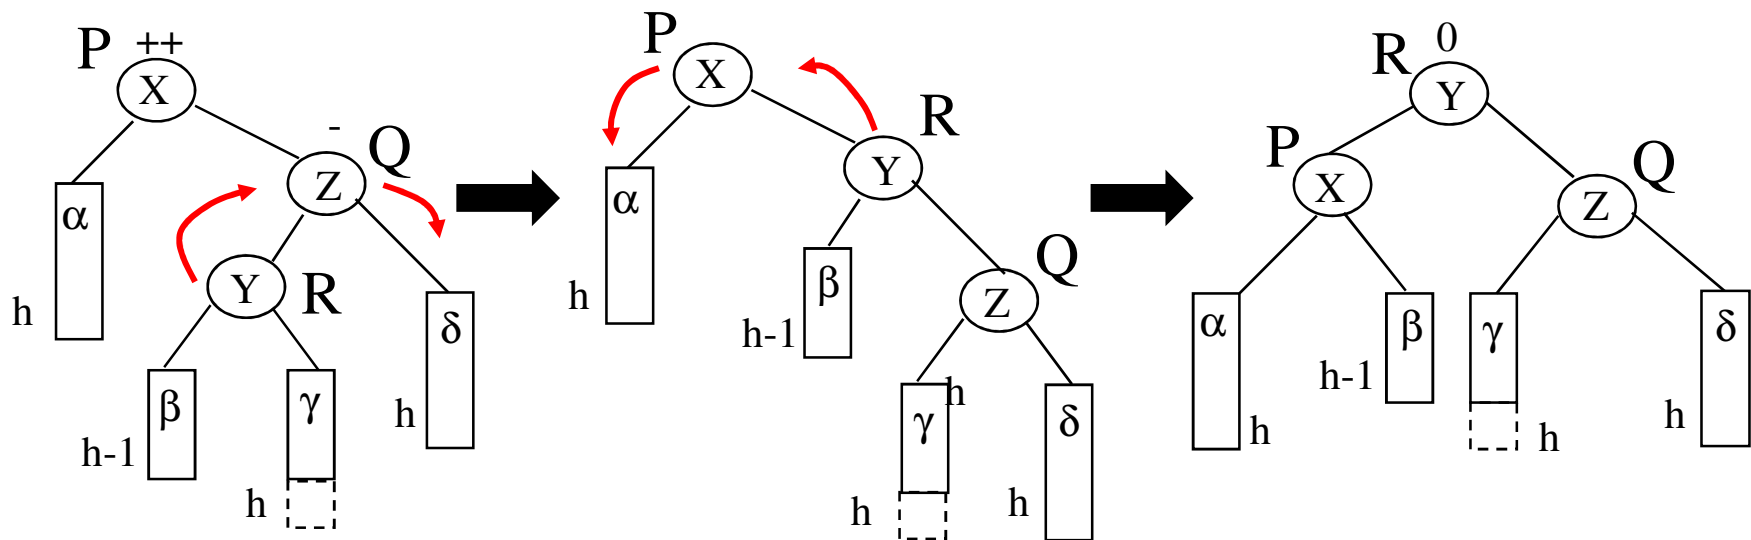 P ++
X
- Q
Z
α
Y R
h
δ
β γ
h
h-1
h
P
X
R
Y
α
Q
β
h
Z
h-1
h
γ δ
h h
R 0
Y
P Q
X Z
α β γ δ
h-1
h h h